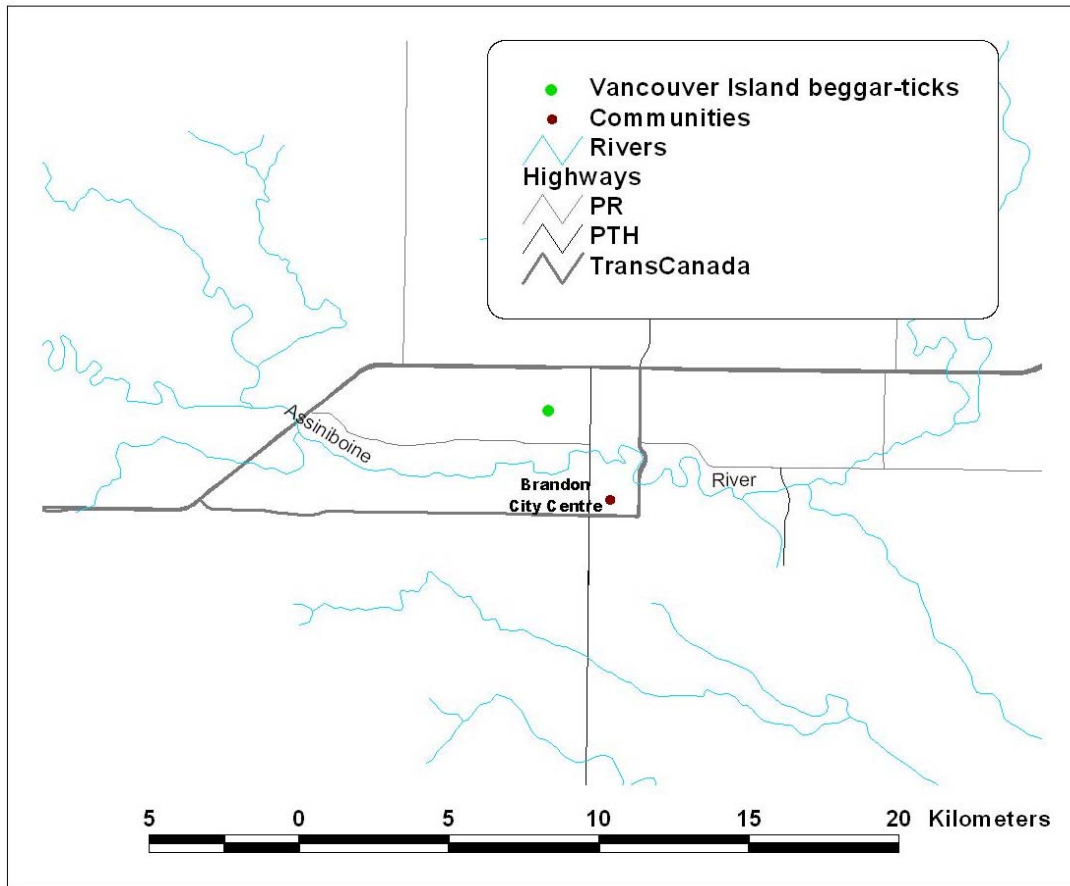 Vancouver Island beggar-ticks
Communities
Rivers
Highways
PR
PTH
TransCanada
Assiniboine
River
Brandon
City Centre
5 0 5 10 15 20 Kilometers